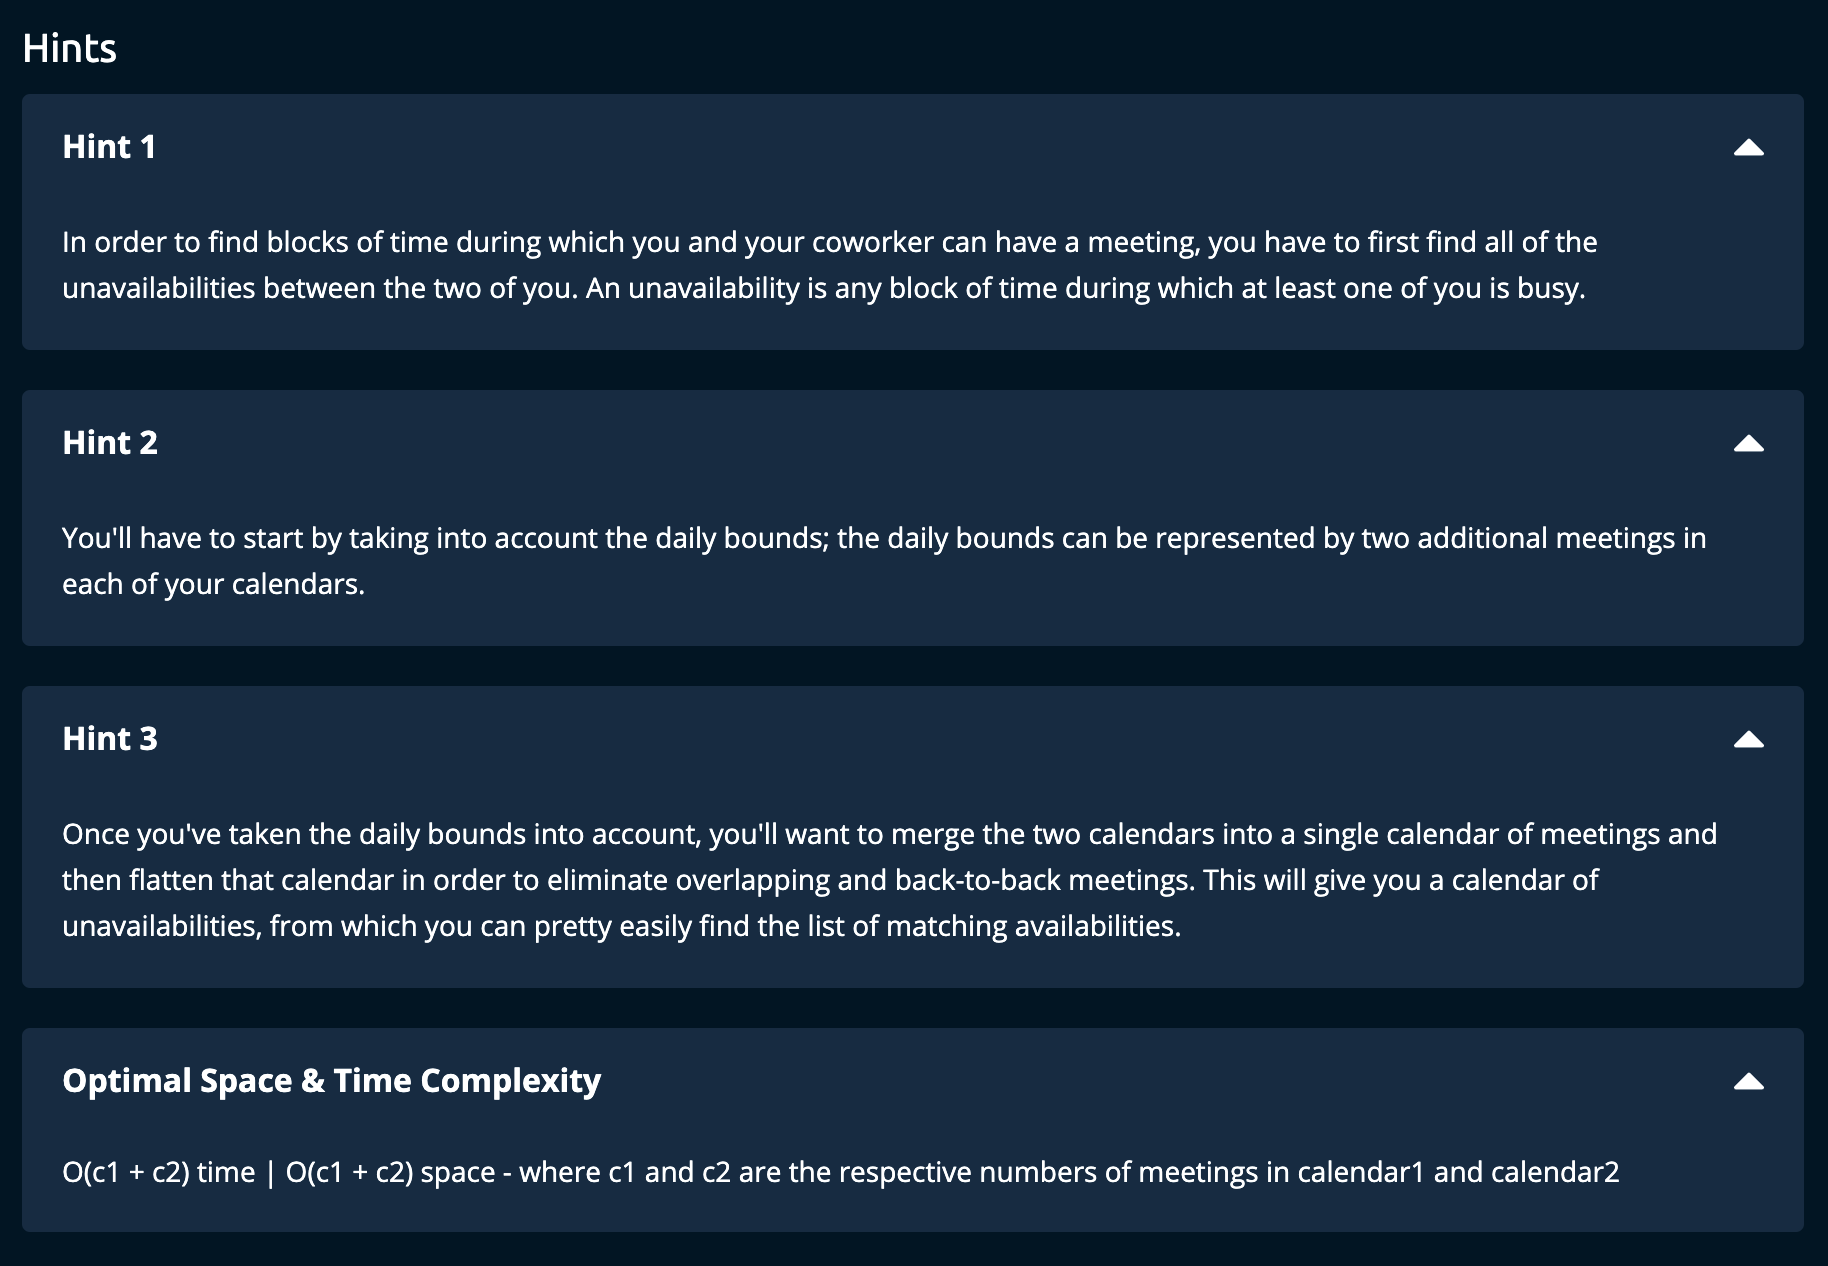 Hints
Hint 1
In order to find blocks of time during which you and your coworker can have a meeting, you have to first find all of the
unavailabilities between the two of you. An unavailability is any block of time during which at least one of you is busy.
Hint 2
You'll have to start by taking into account the daily bounds; the daily bounds can be represented by two additional meetings in
each of your calendars.
Hint 3
Once you've taken the daily bounds into account, you'll want to merge the two calendars into a single calendar of meetings and
then flatten that calendar in order to eliminate overlapping and back-to-back meetings. This will give you a calendar of
unavailabilities, from which you can pretty easily find the list of matching availabilities.
Optimal Space & Time Complexity
O(c1 + c2) time | O(c1 + c2) space - where c1 and c2 are the respective numbers of meetings in calendar1 and calendar2